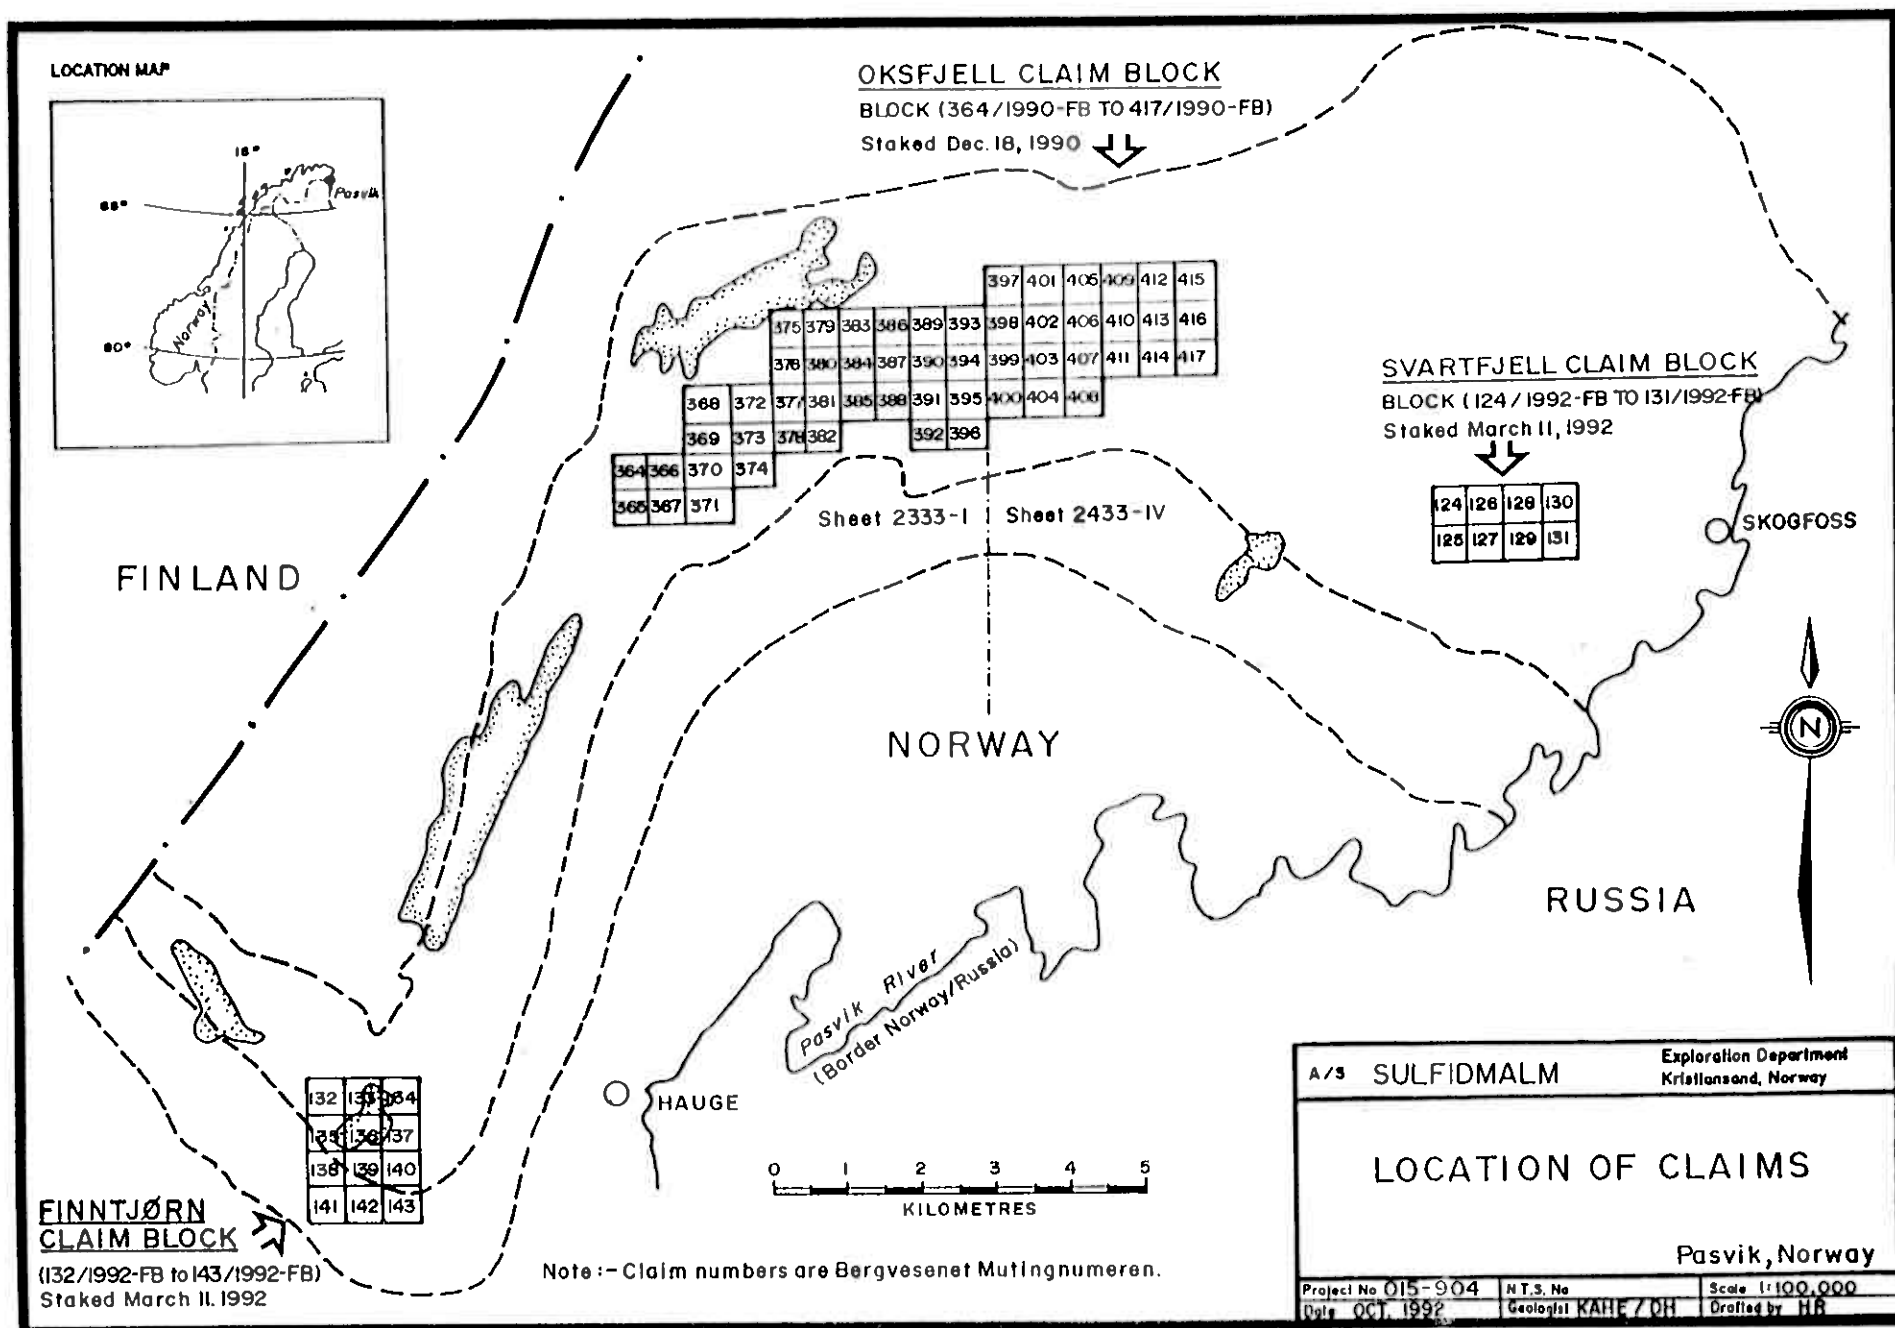 LOCATION MAP
16°
68°
Pasvik
Norway
60°
OKSFJELL CLAIM BLOCK
BLOCK (364/1990-FB TO 417/1990-FB)
Staked Dec. 18, 1990
397 401 405 409 412 415
375 379 383 386 389 393 398 402 406 410 413 416
376 380 384 387 390 394 399 403 407 411 414 417
368 372 377 381 385 388 391 395 400 404 408
369 373 378 382 392 396
364 366 370 374
365 367 371
SVARTFJELL CLAIM BLOCK
BLOCK (124/1992-FB TO 131/1992-FB)
Staked March 11, 1992
124 126 128 130
125 127 129 131
SKOGFOSS
Sheet 2333-I
Sheet 2433-IV
FINLAND
NORWAY
N
RUSSIA
Pasvik River
(Border Norway/Russia)
HAUGE
132 133 134
135 136 137
138 139 140
141 142 143
FINNTJØRN
CLAIM BLOCK
(132/1992-FB to 143/1992-FB)
Staked March 11. 1992
0 1 2 3 4 5
KILOMETRES
Note :- Claim numbers are Bergvesenet Mutingnumeren.
A/S SULFIDMALM
Exploration Department
Kristiansand, Norway
LOCATION OF CLAIMS
Pasvik, Norway
Project No 015-904 N.T.S. No Scale 1:100,000
Date OCT. 1992 Geologist KAHE / DH Drafted by HR